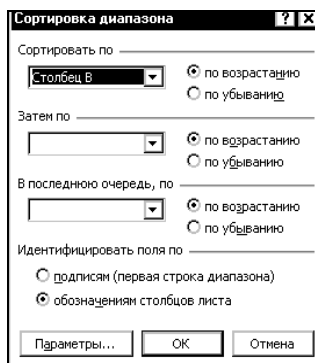 Сортировка диапазона
Сортировать по
Столбец B
по возрастанию
по убыванию
Затем по
по возрастанию
по убыванию
В последнюю очередь, по
по возрастанию
по убыванию
Идентифицировать поля по
подписям (первая строка диапазона)
обозначениям столбцов листа
Параметры... ОК Отмена